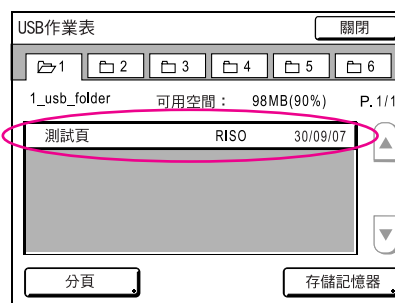 USB作業表 關閉
1 2 3 4 5 6
1_usb_folder 可用空間： 98MB(90%) P. 1/1
測試頁 RISO 30/09/07
分頁 存儲記憶器